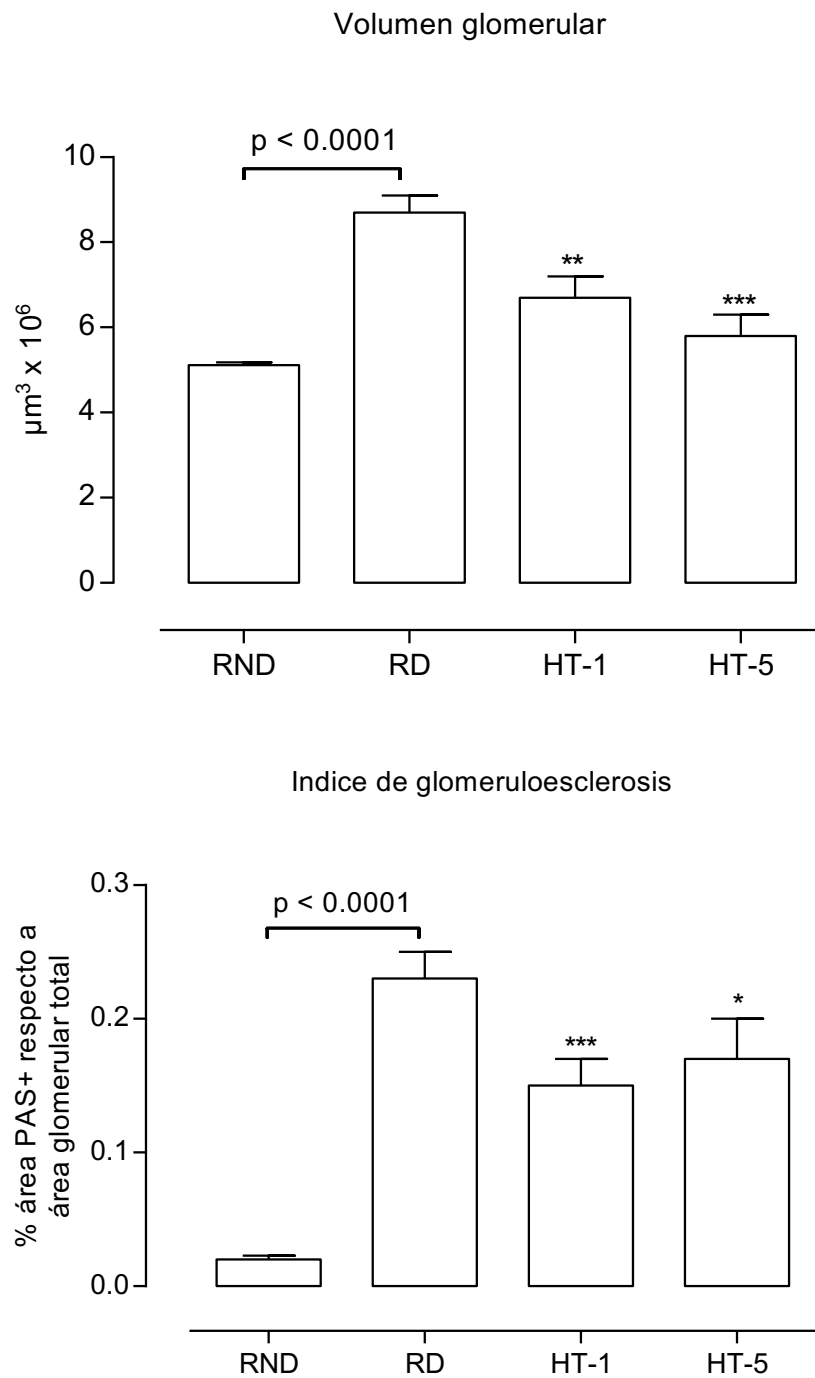 Volumen glomerular
p < 0.0001
10
8
6
4
2
0
µm³ x 10⁶
**
***
RND RD HT-1 HT-5
Indice de glomeruloesclerosis
p < 0.0001
0.3
0.2
0.1
0.0
% área PAS+ respecto a
área glomerular total
***
*
RND RD HT-1 HT-5